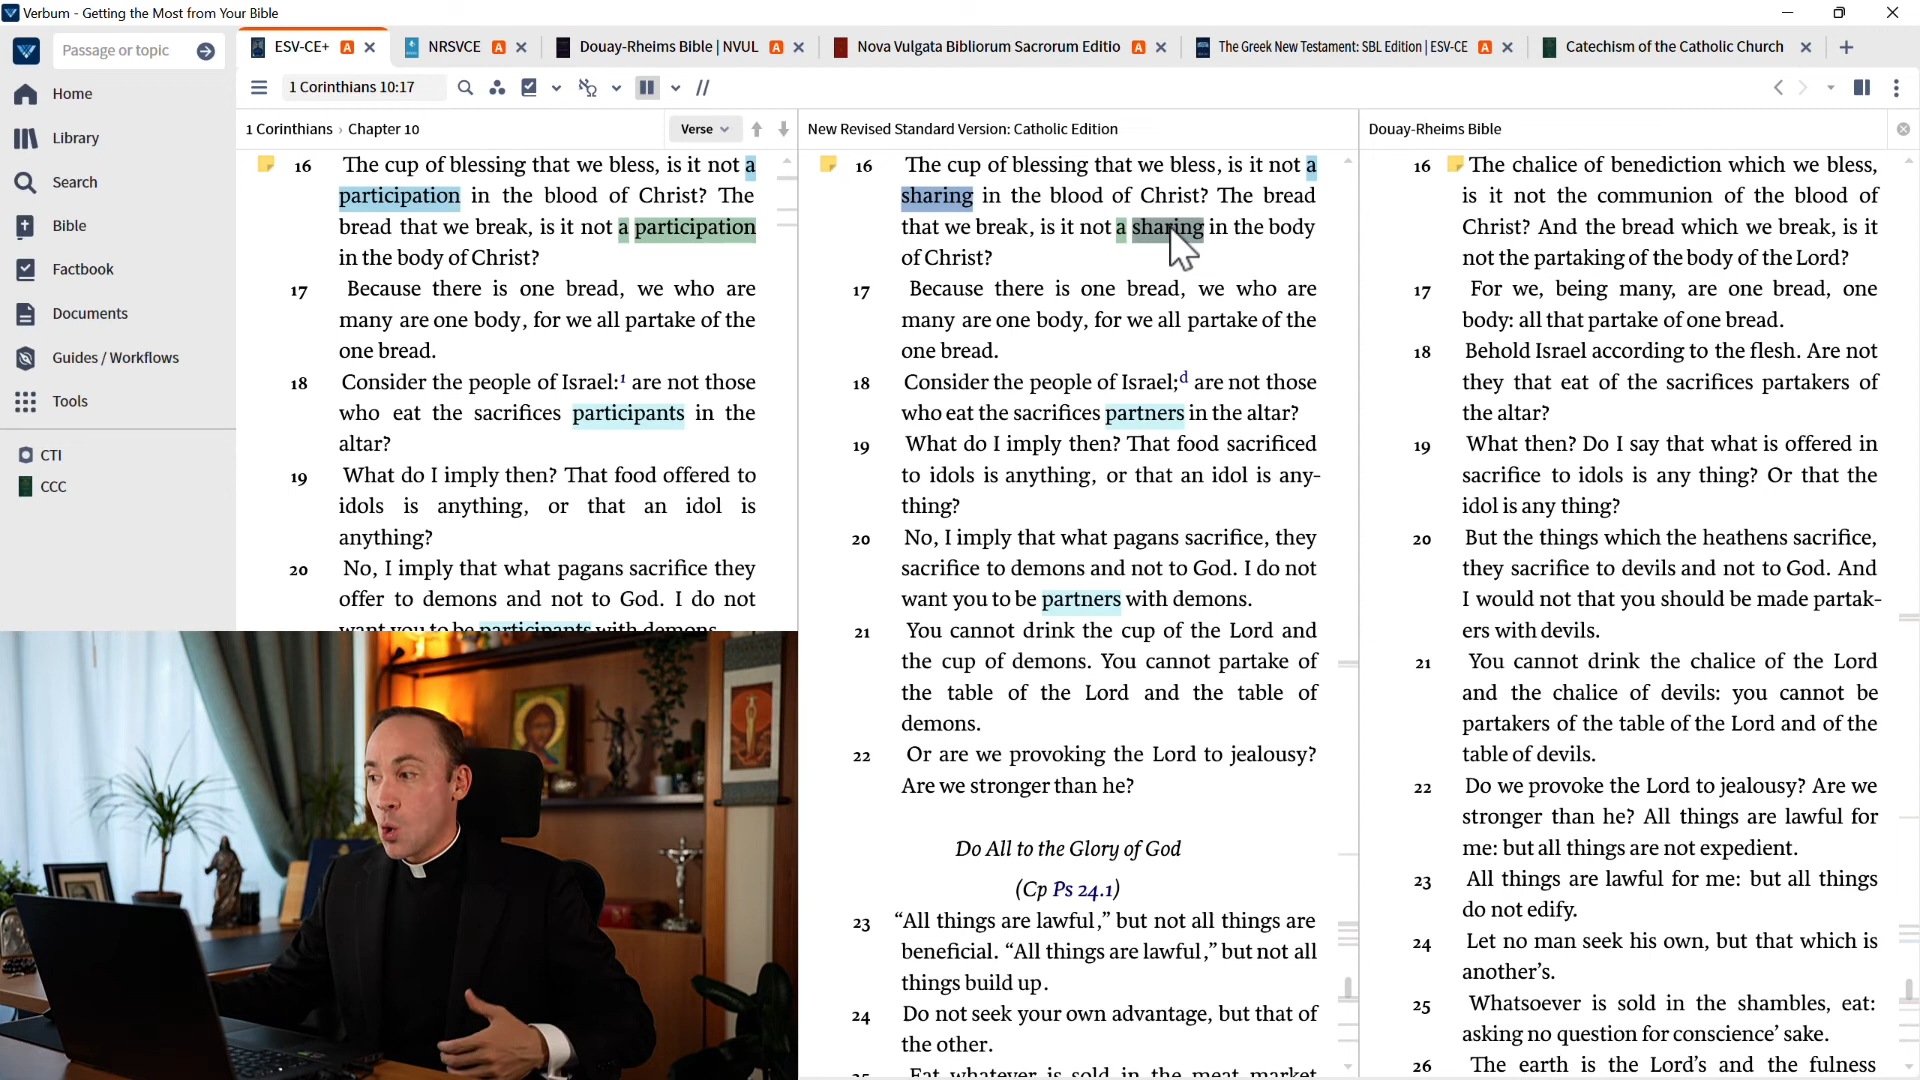 Verbum - Getting the Most from Your Bible
Passage or topic
ESV-CE+ A
NRSVCE A
Douay-Rheims Bible | NVUL A
Nova Vulgata Bibliorum Sacrorum Editio A
The Greek New Testament: SBL Edition | ESV-CE A
Catechism of the Catholic Church
1 Corinthians 10:17
Home
Library
Search
Bible
Factbook
Documents
Guides / Workflows
Tools
CTI
CCC
1 Corinthians › Chapter 10
Verse
16 The cup of blessing that we bless, is it not a
participation in the blood of Christ? The
bread that we break, is it not a participation
in the body of Christ?
17 Because there is one bread, we who are
many are one body, for we all partake of the
one bread.
18 Consider the people of Israel:¹ are not those
who eat the sacrifices participants in the
altar?
19 What do I imply then? That food offered to
idols is anything, or that an idol is
anything?
20 No, I imply that what pagans sacrifice they
offer to demons and not to God. I do not
want you to be participants with demons.
New Revised Standard Version: Catholic Edition
16 The cup of blessing that we bless, is it not a
sharing in the blood of Christ? The bread
that we break, is it not a sharing in the body
of Christ?
17 Because there is one bread, we who are
many are one body, for we all partake of the
one bread.
18 Consider the people of Israel;d are not those
who eat the sacrifices partners in the altar?
19 What do I imply then? That food sacrificed
to idols is anything, or that an idol is any-
thing?
20 No, I imply that what pagans sacrifice, they
sacrifice to demons and not to God. I do not
want you to be partners with demons.
21 You cannot drink the cup of the Lord and
the cup of demons. You cannot partake of
the table of the Lord and the table of
demons.
22 Or are we provoking the Lord to jealousy?
Are we stronger than he?
Do All to the Glory of God
(Cp Ps 24.1)
23 “All things are lawful,” but not all things are
beneficial. “All things are lawful,” but not all
things build up.
24 Do not seek your own advantage, but that of
the other.
25 Eat whatever is sold in the meat market
Douay-Rheims Bible
16 The chalice of benediction which we bless,
is it not the communion of the blood of
Christ? And the bread which we break, is it
not the partaking of the body of the Lord?
17 For we, being many, are one bread, one
body: all that partake of one bread.
18 Behold Israel according to the flesh. Are not
they that eat of the sacrifices partakers of
the altar?
19 What then? Do I say that what is offered in
sacrifice to idols is any thing? Or that the
idol is any thing?
20 But the things which the heathens sacrifice,
they sacrifice to devils and not to God. And
I would not that you should be made partak-
ers with devils.
21 You cannot drink the chalice of the Lord
and the chalice of devils: you cannot be
partakers of the table of the Lord and of the
table of devils.
22 Do we provoke the Lord to jealousy? Are we
stronger than he? All things are lawful for
me: but all things are not expedient.
23 All things are lawful for me: but all things
do not edify.
24 Let no man seek his own, but that which is
another’s.
25 Whatsoever is sold in the shambles, eat:
asking no question for conscience’ sake.
26 The earth is the Lord’s and the fulness